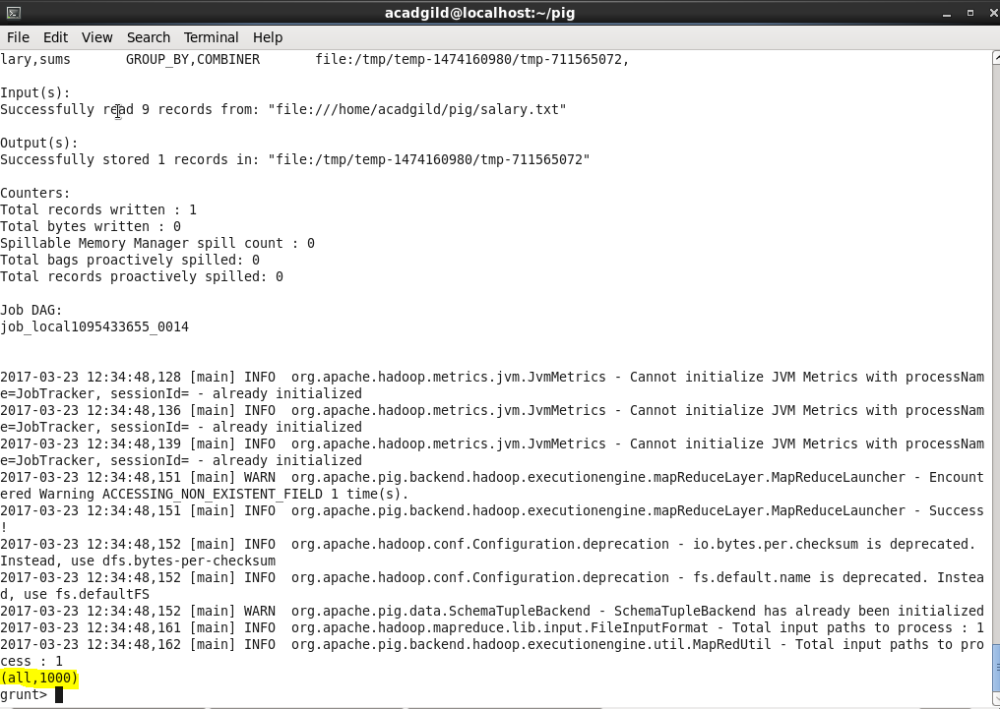 acadgild@localhost:~/pig
File Edit View Search Terminal Help
lary,sums       GROUP_BY,COMBINER       file:/tmp/temp-1474160980/tmp-711565072,
Input(s):
Successfully read 9 records from: "file:///home/acadgild/pig/salary.txt"
Output(s):
Successfully stored 1 records in: "file:/tmp/temp-1474160980/tmp-711565072"
Counters:
Total records written : 1
Total bytes written : 0
Spillable Memory Manager spill count : 0
Total bags proactively spilled: 0
Total records proactively spilled: 0
Job DAG:
job_local1095433655_0014
2017-03-23 12:34:48,128 [main] INFO  org.apache.hadoop.metrics.jvm.JvmMetrics - Cannot initialize JVM Metrics with processNam
e=JobTracker, sessionId= - already initialized
2017-03-23 12:34:48,136 [main] INFO  org.apache.hadoop.metrics.jvm.JvmMetrics - Cannot initialize JVM Metrics with processNam
e=JobTracker, sessionId= - already initialized
2017-03-23 12:34:48,139 [main] INFO  org.apache.hadoop.metrics.jvm.JvmMetrics - Cannot initialize JVM Metrics with processNam
e=JobTracker, sessionId= - already initialized
2017-03-23 12:34:48,151 [main] WARN  org.apache.pig.backend.hadoop.executionengine.mapReduceLayer.MapReduceLauncher - Encount
ered Warning ACCESSING_NON_EXISTENT_FIELD 1 time(s).
2017-03-23 12:34:48,151 [main] INFO  org.apache.pig.backend.hadoop.executionengine.mapReduceLayer.MapReduceLauncher - Success
!
2017-03-23 12:34:48,152 [main] INFO  org.apache.hadoop.conf.Configuration.deprecation - io.bytes.per.checksum is deprecated.
Instead, use dfs.bytes-per-checksum
2017-03-23 12:34:48,152 [main] INFO  org.apache.hadoop.conf.Configuration.deprecation - fs.default.name is deprecated. Instea
d, use fs.defaultFS
2017-03-23 12:34:48,152 [main] WARN  org.apache.pig.data.SchemaTupleBackend - SchemaTupleBackend has already been initialized
2017-03-23 12:34:48,161 [main] INFO  org.apache.hadoop.mapreduce.lib.input.FileInputFormat - Total input paths to process : 1
2017-03-23 12:34:48,162 [main] INFO  org.apache.pig.backend.hadoop.executionengine.util.MapRedUtil - Total input paths to pro
cess : 1
(all,1000)
grunt>